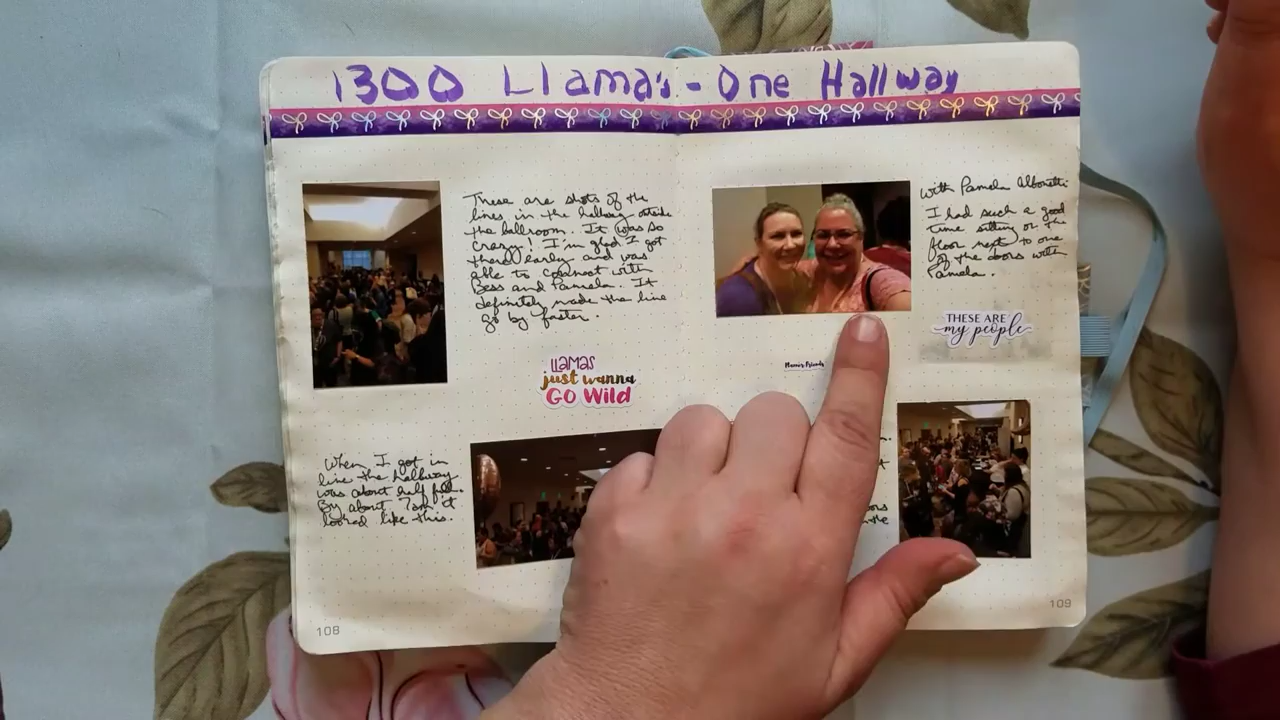 1300 Llama's - One Hallway
These are shots of the
lines in the hallway outside
the ballroom. It was so
crazy! I'm glad I got
there early and was
able to connect with
Bess and Pamela. It
definitely made the line
go by faster.
LLAMAS
just wanna
GO Wild
When I got in
line the hallway
was about half full.
By about 7am it
looked like this.
108
With Pamela
I had such a good
time sitting on the
floor next to one
of the doors with
Pamela.
THESE ARE
my people
109